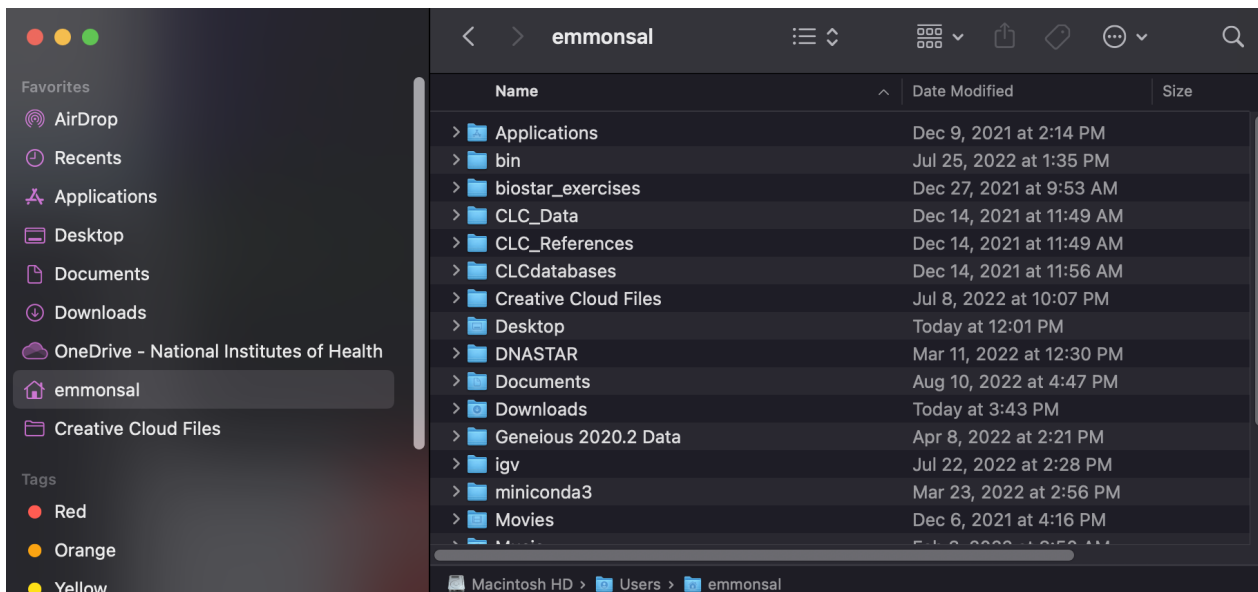 emmonsal
Favorites
AirDrop
Recents
Applications
Desktop
Documents
Downloads
OneDrive - National Institutes of Health
emmonsal
Creative Cloud Files
Tags
Red
Orange
Yellow
Name Date Modified Size
Applications Dec 9, 2021 at 2:14 PM
bin Jul 25, 2022 at 1:35 PM
biostar_exercises Dec 27, 2021 at 9:53 AM
CLC_Data Dec 14, 2021 at 11:49 AM
CLC_References Dec 14, 2021 at 11:49 AM
CLCdatabases Dec 14, 2021 at 11:56 AM
Creative Cloud Files Jul 8, 2022 at 10:07 PM
Desktop Today at 12:01 PM
DNASTAR Mar 11, 2022 at 12:30 PM
Documents Aug 10, 2022 at 4:47 PM
Downloads Today at 3:43 PM
Geneious 2020.2 Data Apr 8, 2022 at 2:21 PM
igv Jul 22, 2022 at 2:28 PM
miniconda3 Mar 23, 2022 at 2:56 PM
Movies Dec 6, 2021 at 4:16 PM
Macintosh HD › Users › emmonsal